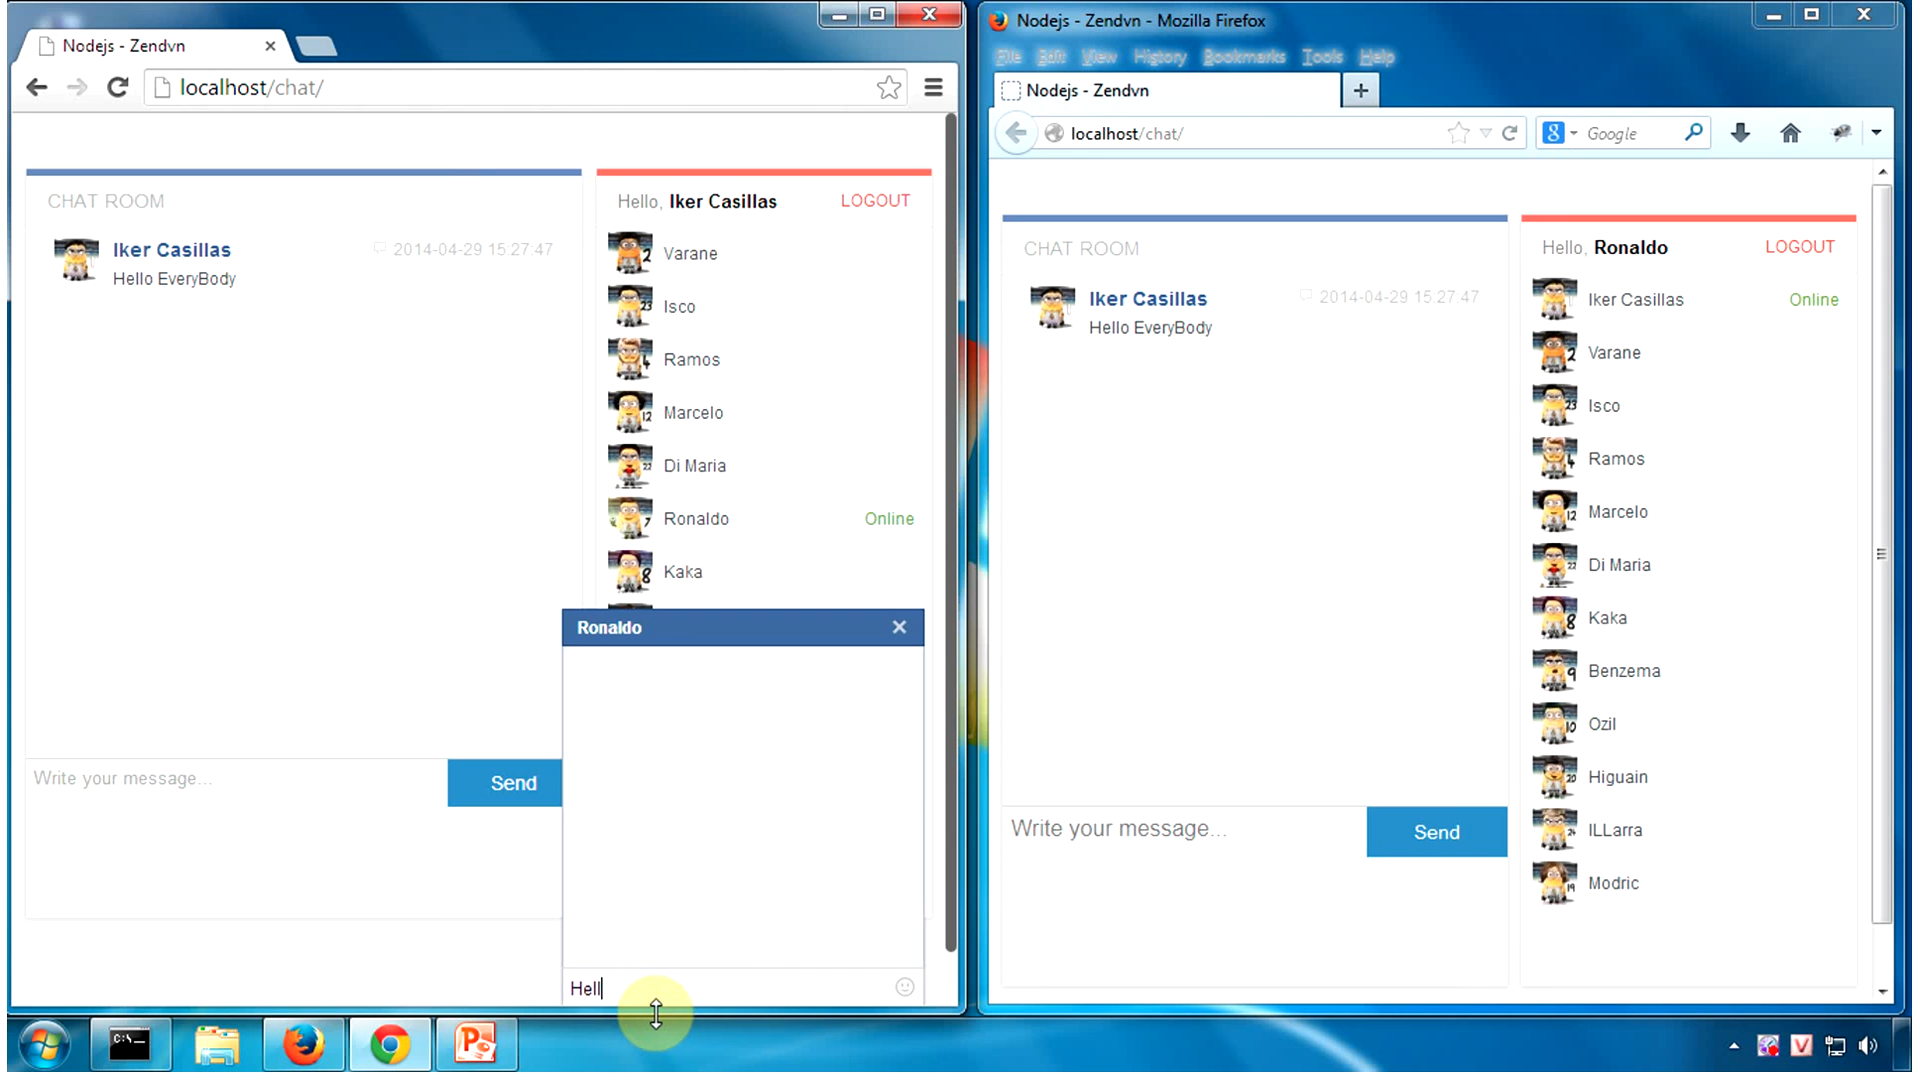 Nodejs - Zendvn
localhost/chat/
CHAT ROOM
Iker Casillas
2014-04-29 15:27:47
Hello EveryBody
Write your message...
Send
Hello, Iker Casillas
LOGOUT
Varane
Isco
Ramos
Marcelo
Di Maria
Ronaldo
Online
Kaka
Ronaldo
Hell
Nodejs - Zendvn - Mozilla Firefox
File Edit View History Bookmarks Tools Help
Nodejs - Zendvn
localhost/chat/
Google
CHAT ROOM
Iker Casillas
2014-04-29 15:27:47
Hello EveryBody
Write your message...
Send
Hello, Ronaldo
LOGOUT
Iker Casillas
Online
Varane
Isco
Ramos
Marcelo
Di Maria
Kaka
Benzema
Ozil
Higuain
ILLarra
Modric